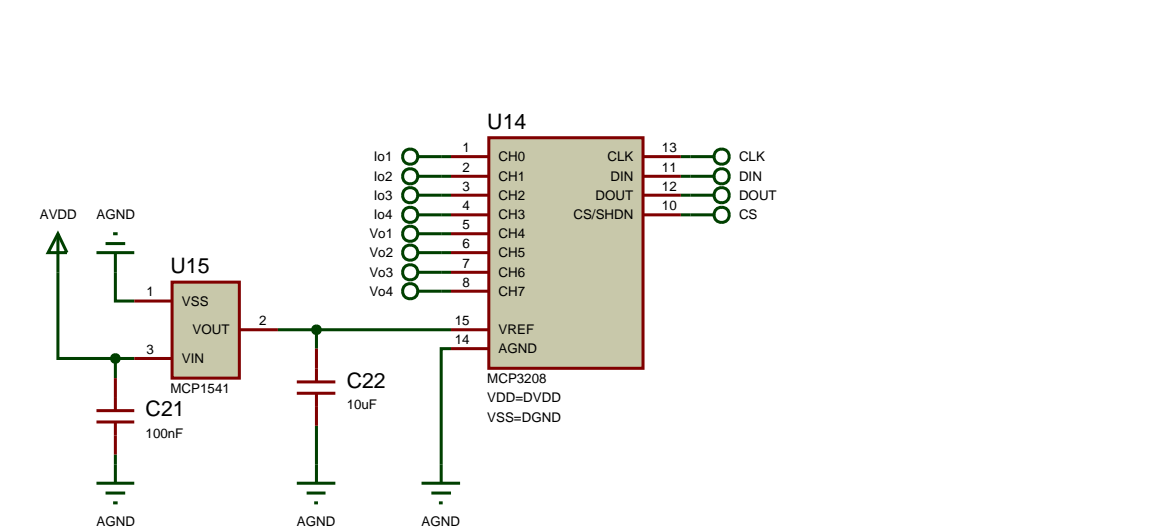 U14
Io1 1 CH0 CLK 13 CLK
Io2 2 CH1 DIN 11 DIN
Io3 3 CH2 DOUT 12 DOUT
Io4 4 CH3 CS/SHDN 10 CS
Vo1 5 CH4
Vo2 6 CH5
Vo3 7 CH6
Vo4 8 CH7
15 VREF
14 AGND
MCP3208
VDD=DVDD
VSS=DGND
AVDD AGND
U15
1 VSS
VOUT 2
3 VIN
MCP1541
C21
100nF
C22
10uF
AGND AGND AGND